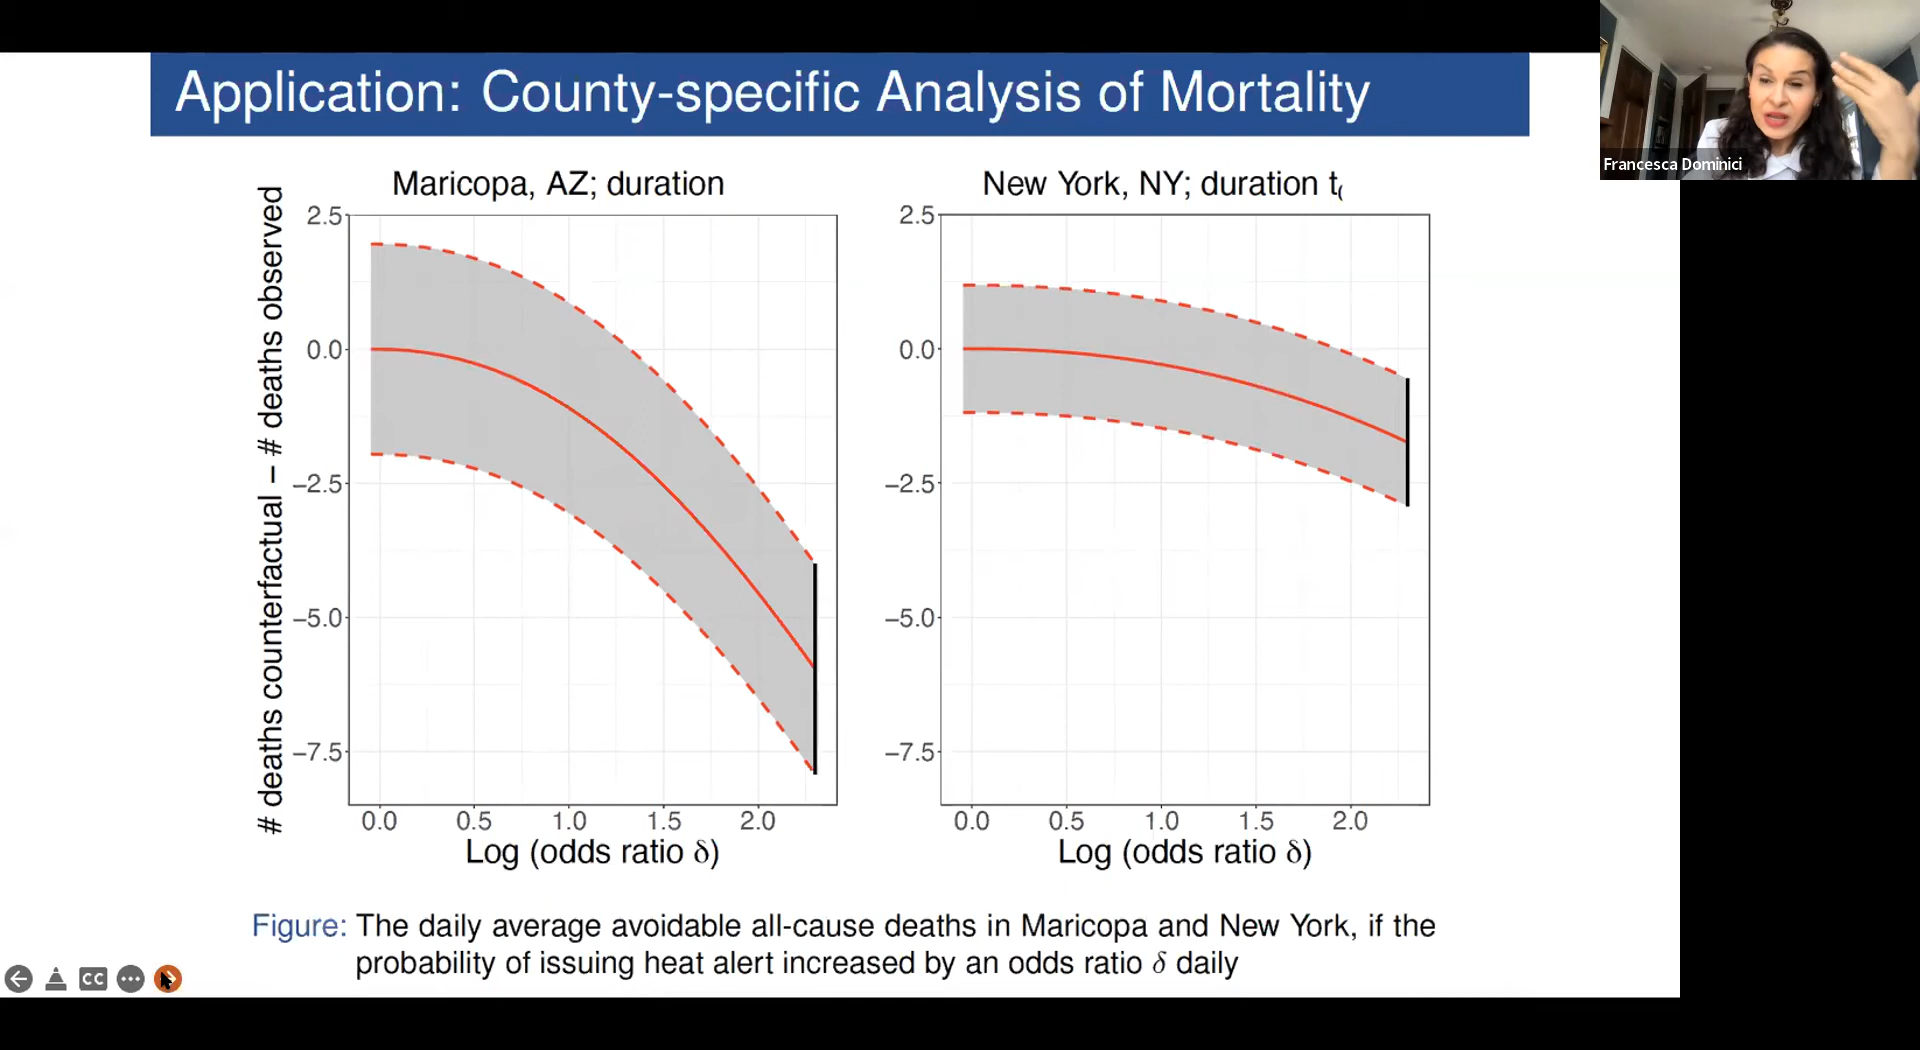 Application: County-specific Analysis of Mortality
Francesca Dominici
Maricopa, AZ; duration
New York, NY; duration t
# deaths counterfactual – # deaths observed
2.5
0.0
−2.5
−5.0
−7.5
0.0 0.5 1.0 1.5 2.0
Log (odds ratio δ)
2.5
0.0
−2.5
−5.0
−7.5
0.0 0.5 1.0 1.5 2.0
Log (odds ratio δ)
Figure: The daily average avoidable all-cause deaths in Maricopa and New York, if the
probability of issuing heat alert increased by an odds ratio δ daily
CC